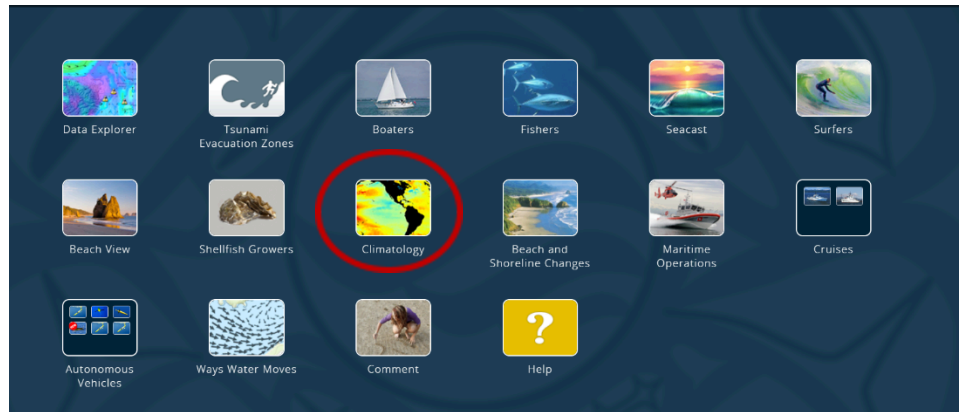 Data Explorer
Tsunami
Evacuation Zones
Boaters
Fishers
Seacast
Surfers
Beach View
Shellfish Growers
Climatology
Beach and
Shoreline Changes
Maritime
Operations
Cruises
Autonomous
Vehicles
Ways Water Moves
Comment
?
Help